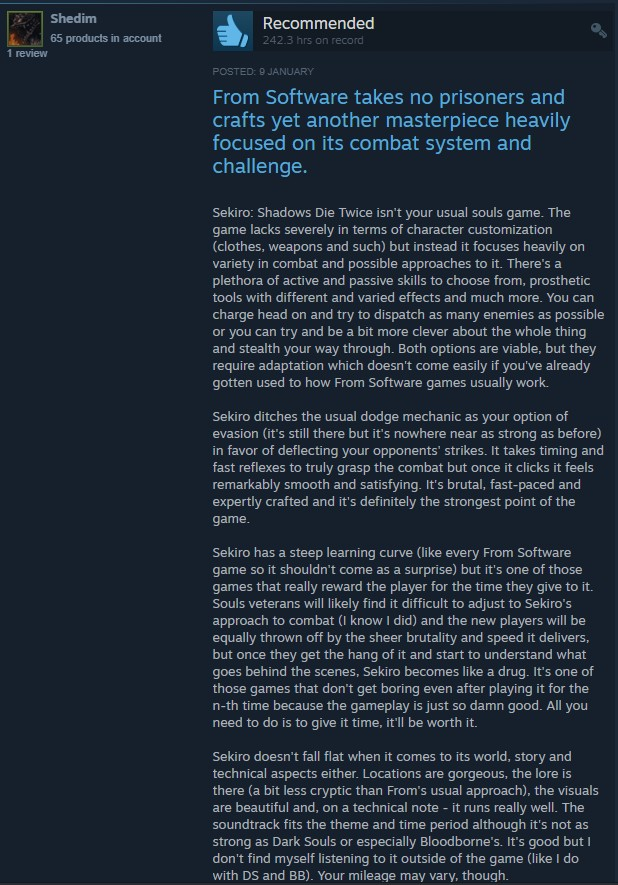 Shedim
65 products in account
1 review
Recommended
242.3 hrs on record
POSTED: 9 JANUARY
From Software takes no prisoners and
crafts yet another masterpiece heavily
focused on its combat system and
challenge.
Sekiro: Shadows Die Twice isn't your usual souls game. The
game lacks severely in terms of character customization
(clothes, weapons and such) but instead it focuses heavily on
variety in combat and possible approaches to it. There's a
plethora of active and passive skills to choose from, prosthetic
tools with different and varied effects and much more. You can
charge head on and try to dispatch as many enemies as possible
or you can try and be a bit more clever about the whole thing
and stealth your way through. Both options are viable, but they
require adaptation which doesn't come easily if you've already
gotten used to how From Software games usually work.
Sekiro ditches the usual dodge mechanic as your option of
evasion (it's still there but it's nowhere near as strong as before)
in favor of deflecting your opponents' strikes. It takes timing and
fast reflexes to truly grasp the combat but once it clicks it feels
remarkably smooth and satisfying. It's brutal, fast-paced and
expertly crafted and it's definitely the strongest point of the
game.
Sekiro has a steep learning curve (like every From Software
game so it shouldn't come as a surprise) but it's one of those
games that really reward the player for the time they give to it.
Souls veterans will likely find it difficult to adjust to Sekiro's
approach to combat (I know I did) and the new players will be
equally thrown off by the sheer brutality and speed it delivers,
but once they get the hang of it and start to understand what
goes behind the scenes, Sekiro becomes like a drug. It's one of
those games that don't get boring even after playing it for the
n-th time because the gameplay is just so damn good. All you
need to do is to give it time, it'll be worth it.
Sekiro doesn't fall flat when it comes to its world, story and
technical aspects either. Locations are gorgeous, the lore is
there (a bit less cryptic than From's usual approach), the visuals
are beautiful and, on a technical note - it runs really well. The
soundtrack fits the theme and time period although it's not as
strong as Dark Souls or especially Bloodborne's. It's good but I
don't find myself listening to it outside of the game (like I do
with DS and BB). Your mileage may vary, though.